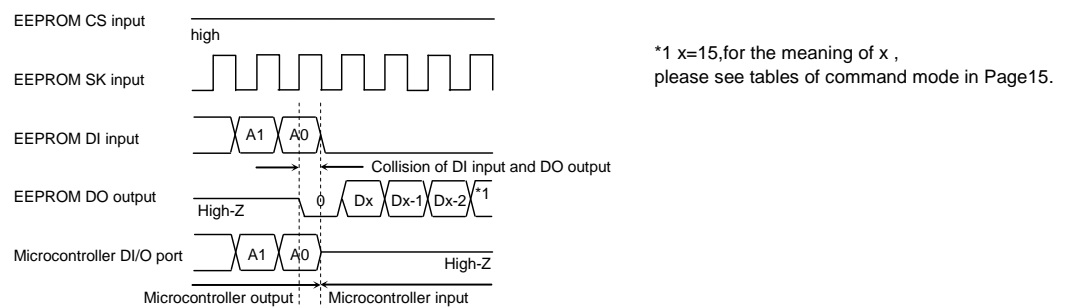 EEPROM CS input
high
*1 x=15,for the meaning of x ,
please see tables of command mode in Page15.
EEPROM SK input
EEPROM DI input
A1 A0
Collision of DI input and DO output
EEPROM DO output
High-Z
0 Dx Dx-1 Dx-2 *1
Microcontroller DI/O port
A1 A0
High-Z
Microcontroller output Microcontroller input